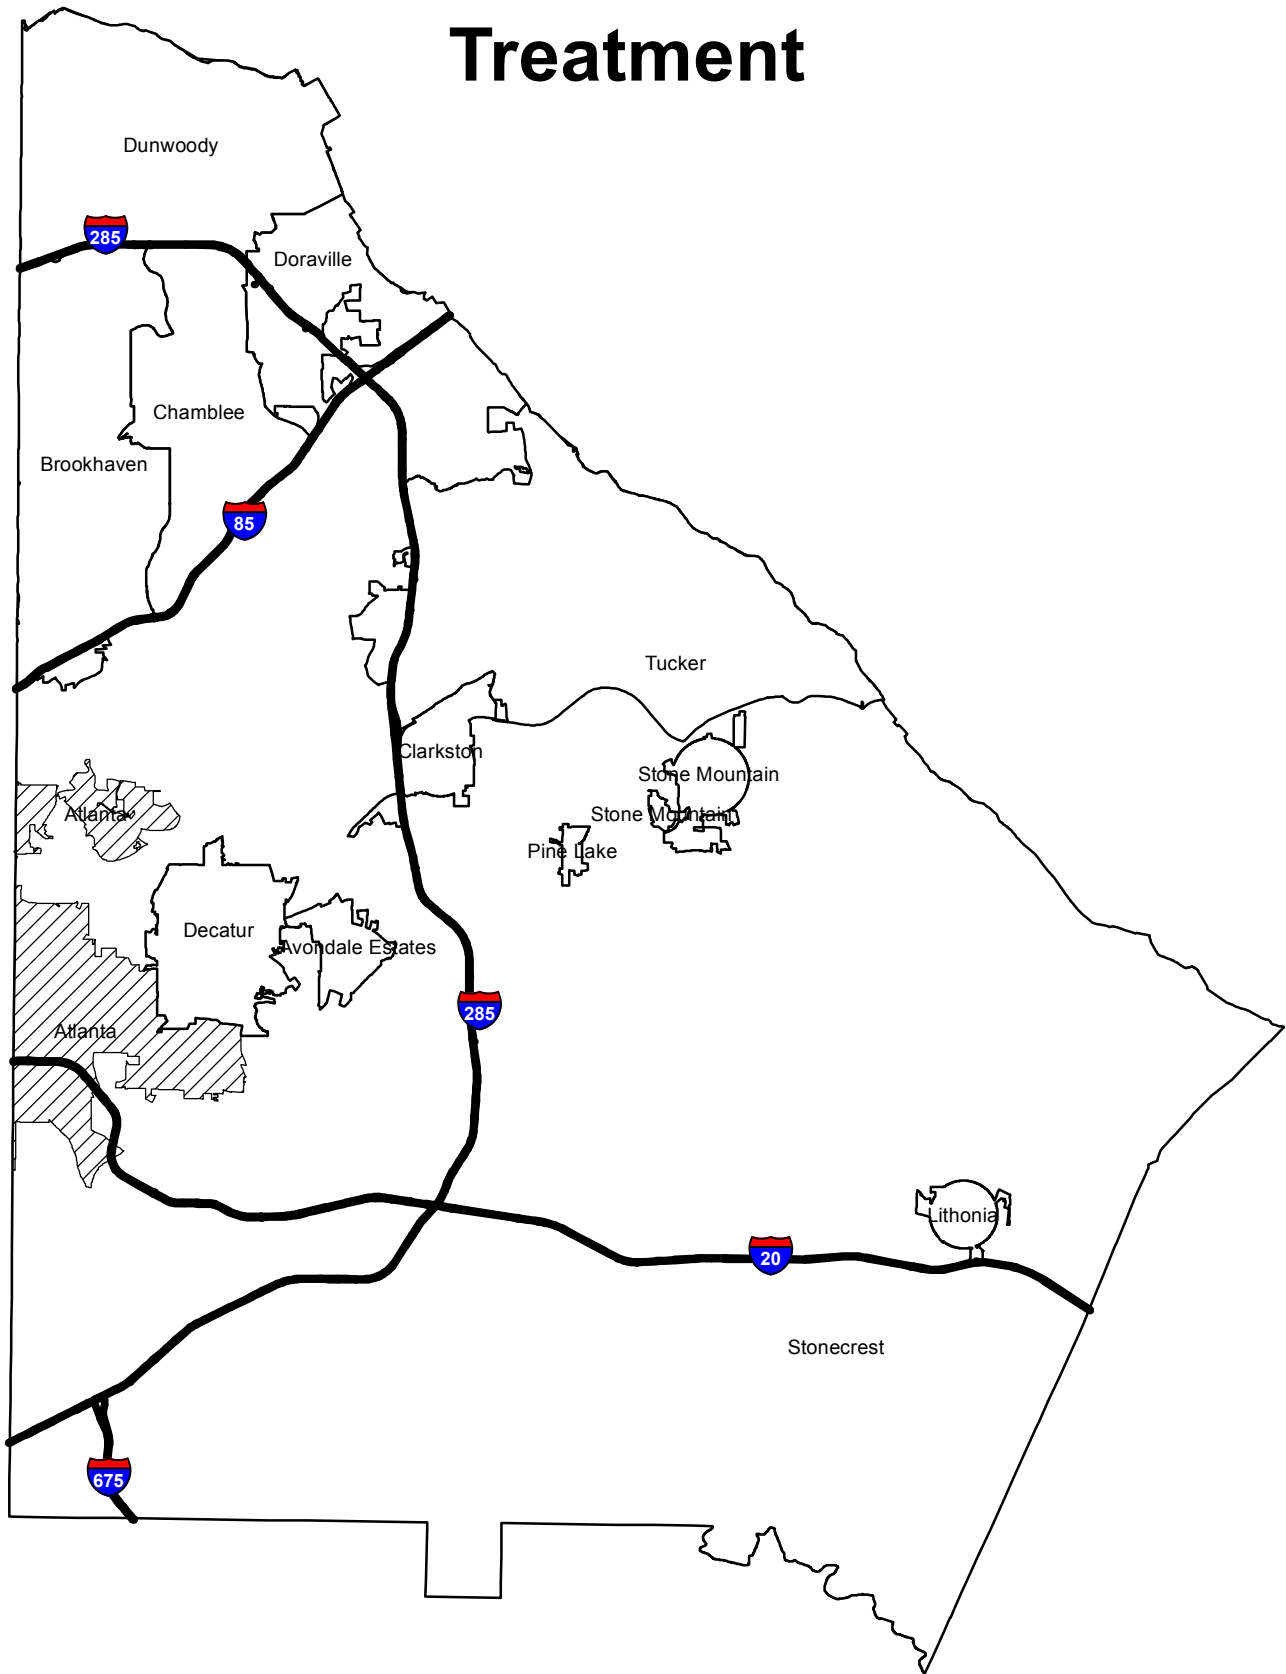 Treatment
Dunwoody
285
Doraville
Chamblee
Brookhaven
85
Tucker
Clarkston
Stone Mountain
Atlanta
Stone Mountain
Pine Lake
Decatur
Avondale Estates
285
Atlanta
Lithonia
20
Stonecrest
675